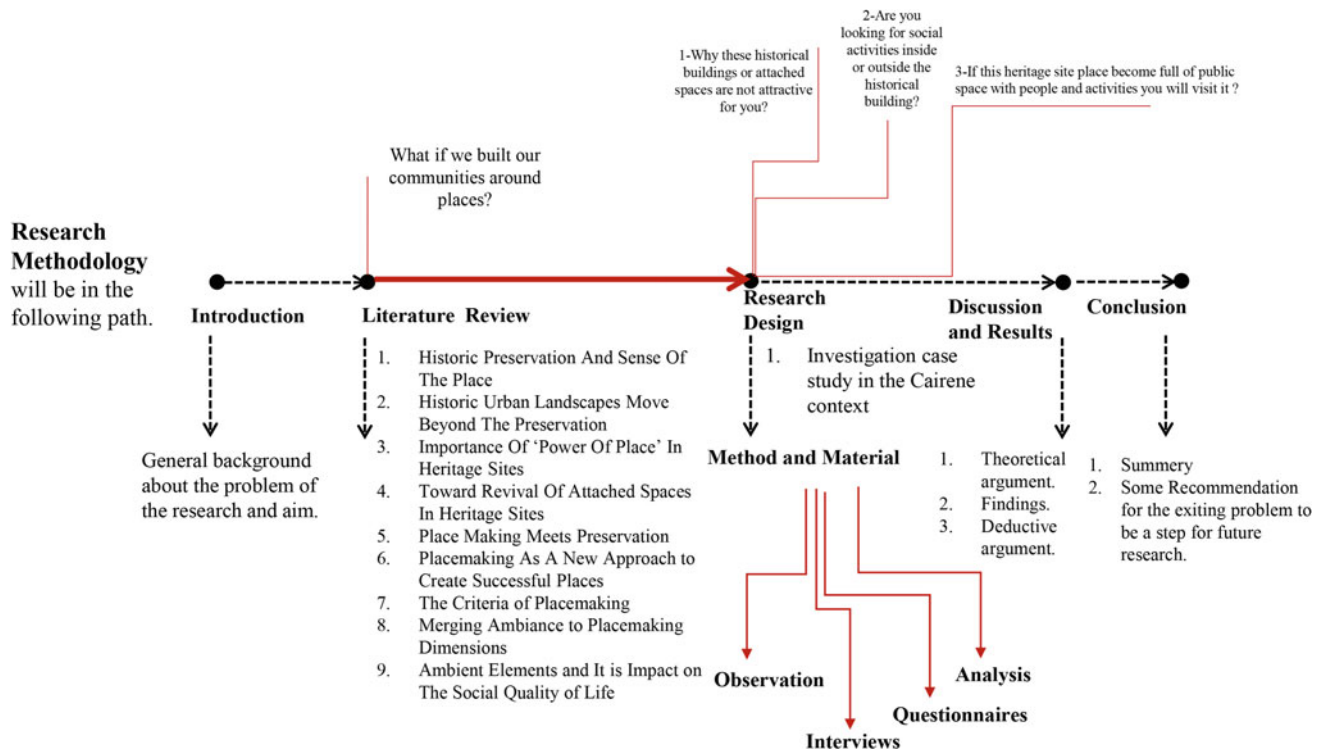 2-Are you
looking for social
activities inside
or outside the
historical
building?
1-Why these historical
buildings or attached
spaces are not attractive
for you?
3-If this heritage site place become full of public
space with people and activities you will visit it ?
What if we built our
communities around
places?
Research
Methodology
will be in the
following path.
Introduction
General background
about the problem of
the research and aim.
Literature Review
1. Historic Preservation And Sense Of
The Place
2. Historic Urban Landscapes Move
Beyond The Preservation
3. Importance Of ‘Power Of Place’ In
Heritage Sites
4. Toward Revival Of Attached Spaces
In Heritage Sites
5. Place Making Meets Preservation
6. Placemaking As A New Approach to
Create Successful Places
7. The Criteria of Placemaking
8. Merging Ambiance to Placemaking
Dimensions
9. Ambient Elements and It is Impact on
The Social Quality of Life
Research
Design
1. Investigation case
study in the Cairene
context
Method and Material
Observation
Interviews
Questionnaires
Analysis
Discussion
and Results
1. Theoretical
argument.
2. Findings.
3. Deductive
argument.
Conclusion
1. Summery
2. Some Recommendation
for the exiting problem to
be a step for future
research.